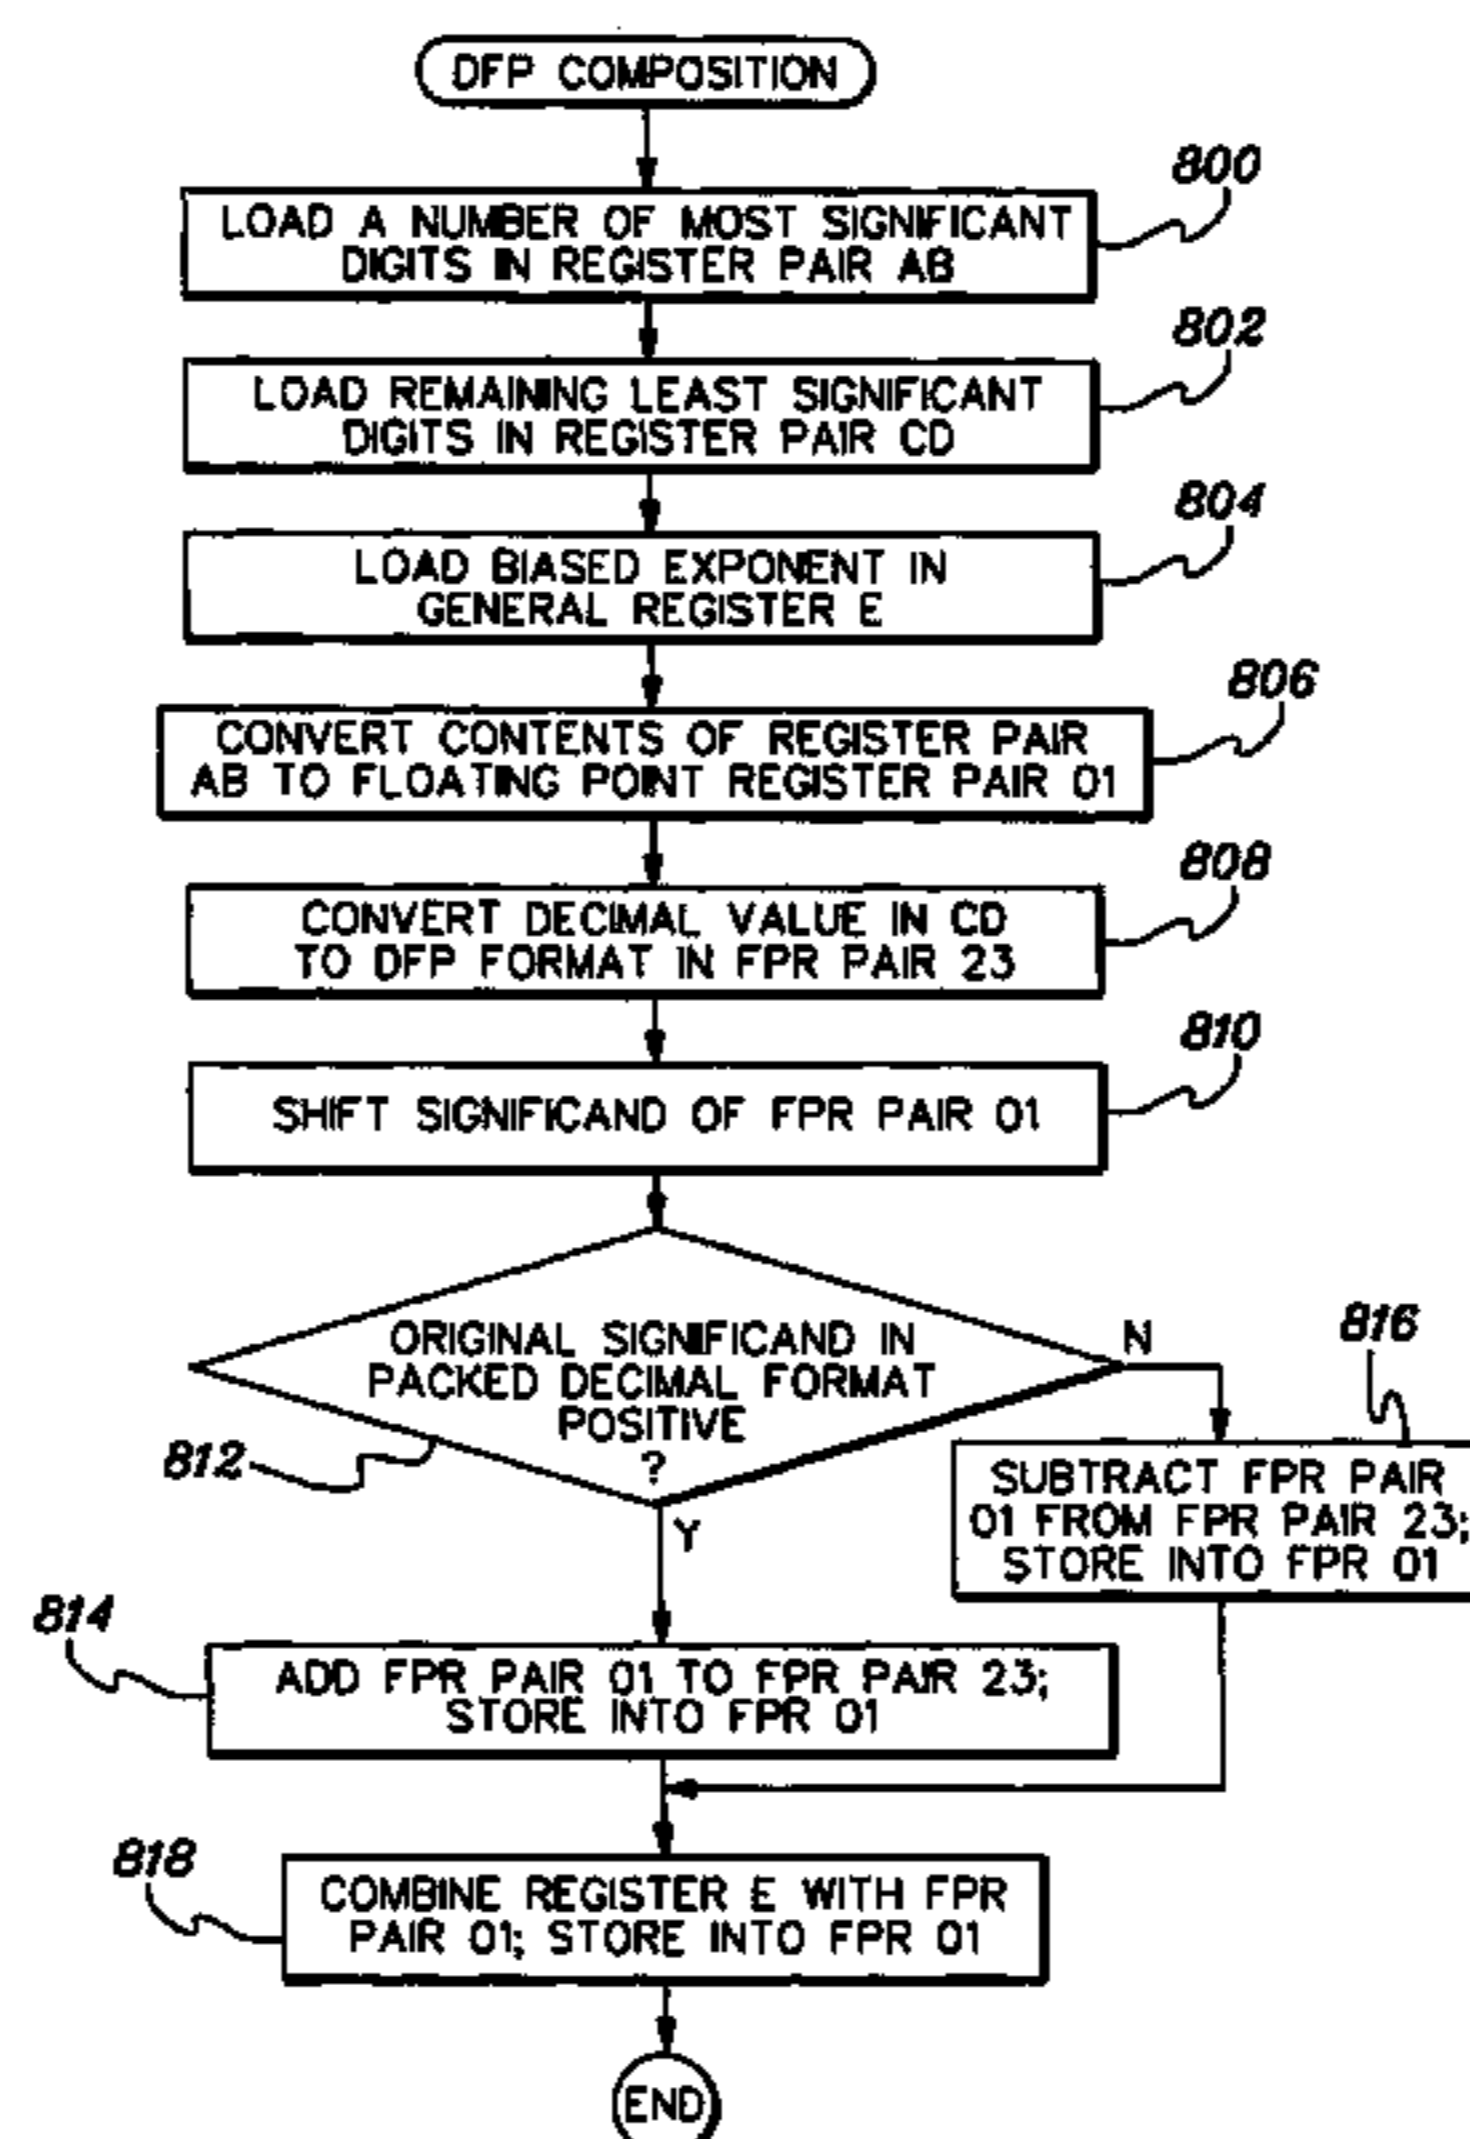 DFP COMPOSITION
800
LOAD A NUMBER OF MOST SIGNIFICANT
DIGITS IN REGISTER PAIR AB
802
LOAD REMAINING LEAST SIGNIFICANT
DIGITS IN REGISTER PAIR CD
804
LOAD BIASED EXPONENT IN
GENERAL REGISTER E
806
CONVERT CONTENTS OF REGISTER PAIR
AB TO FLOATING POINT REGISTER PAIR 01
808
CONVERT DECIMAL VALUE IN CD
TO DFP FORMAT IN FPR PAIR 23
810
SHIFT SIGNIFICAND OF FPR PAIR 01
ORIGINAL SIGNIFICAND IN
PACKED DECIMAL FORMAT
POSITIVE
?
812
N
Y
816
SUBTRACT FPR PAIR
01 FROM FPR PAIR 23;
STORE INTO FPR 01
814
ADD FPR PAIR 01 TO FPR PAIR 23;
STORE INTO FPR 01
818
COMBINE REGISTER E WITH FPR
PAIR 01; STORE INTO FPR 01
END